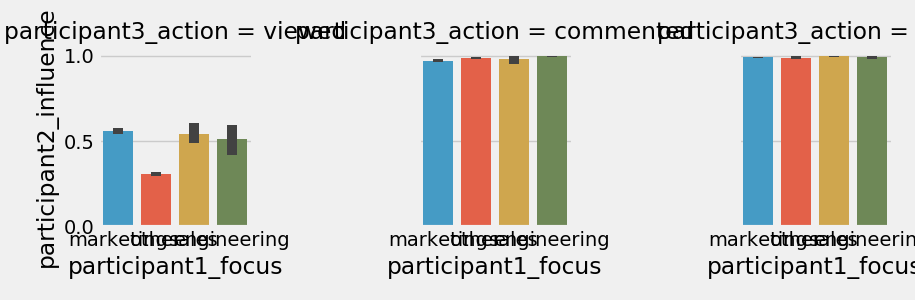 participant3_action = viewed
participant3_action = commented
participant3_action =
participant2_influence
1.0
0.5
0.0
marketing other sales engineering
marketing other sales engineering
marketing other sales engineering
participant1_focus
participant1_focus
participant1_focus